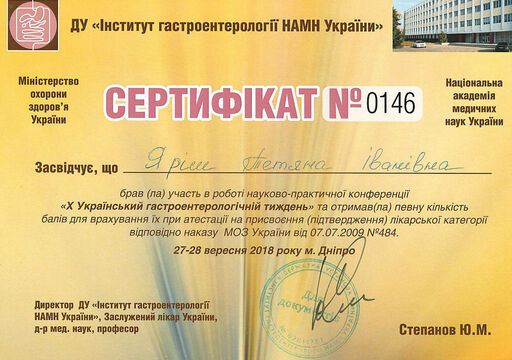 ДУ «Інститут гастроентерології НАМН України»
Міністерство
охорони
здоров'я
України
СЕРТИФІКАТ № 0146
Національна
академія
медичних
наук України
Засвідчує, що Яріш Тетяна Іванівна
брав (ла) участь в роботі науково-практичної конференції
«X Український гастроентерологічній тиждень» та отримав(ла) певну кількість
балів для врахування їх при атестації на присвоєння (підтвердження) лікарської категорії
відповідно наказу МОЗ України від 07.07.2009 №484.
27-28 вересня 2018 року м. Дніпро
Для
документів
Директор ДУ «Інститут гастроентерології
НАМН України», Заслужений лікар України,
д-р мед. наук, професор
Степанов Ю.М.